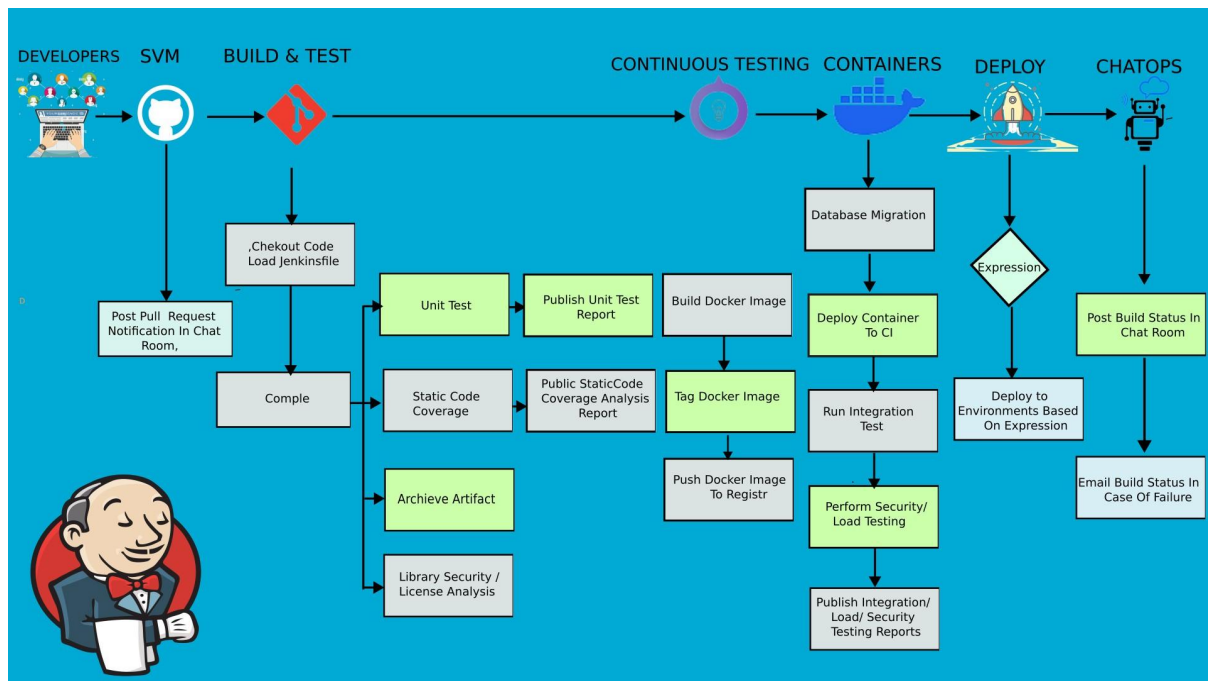 DEVELOPERS
SVM
BUILD & TEST
CONTINUOUS TESTING
CONTAINERS
DEPLOY
CHATOPS
,Chekout Code
Load Jenkinsfile
Comple
Post Pull Request
Notification In Chat
Room,
D
Unit Test
Publish Unit Test
Report
Static Code
Coverage
Public StaticCode
Coverage Analysis
Report
Archieve Artifact
Library Security /
License Analysis
Build Docker Image
Tag Docker Image
Push Docker Image
To Registr
Database Migration
Deploy Container
To CI
Run Integration
Test
Perform Security/
Load Testing
Publish Integration/
Load/ Security
Testing Reports
Expression
Deploy to
Environments Based
On Expression
Post Build Status In
Chat Room
Email Build Status In
Case Of Failure